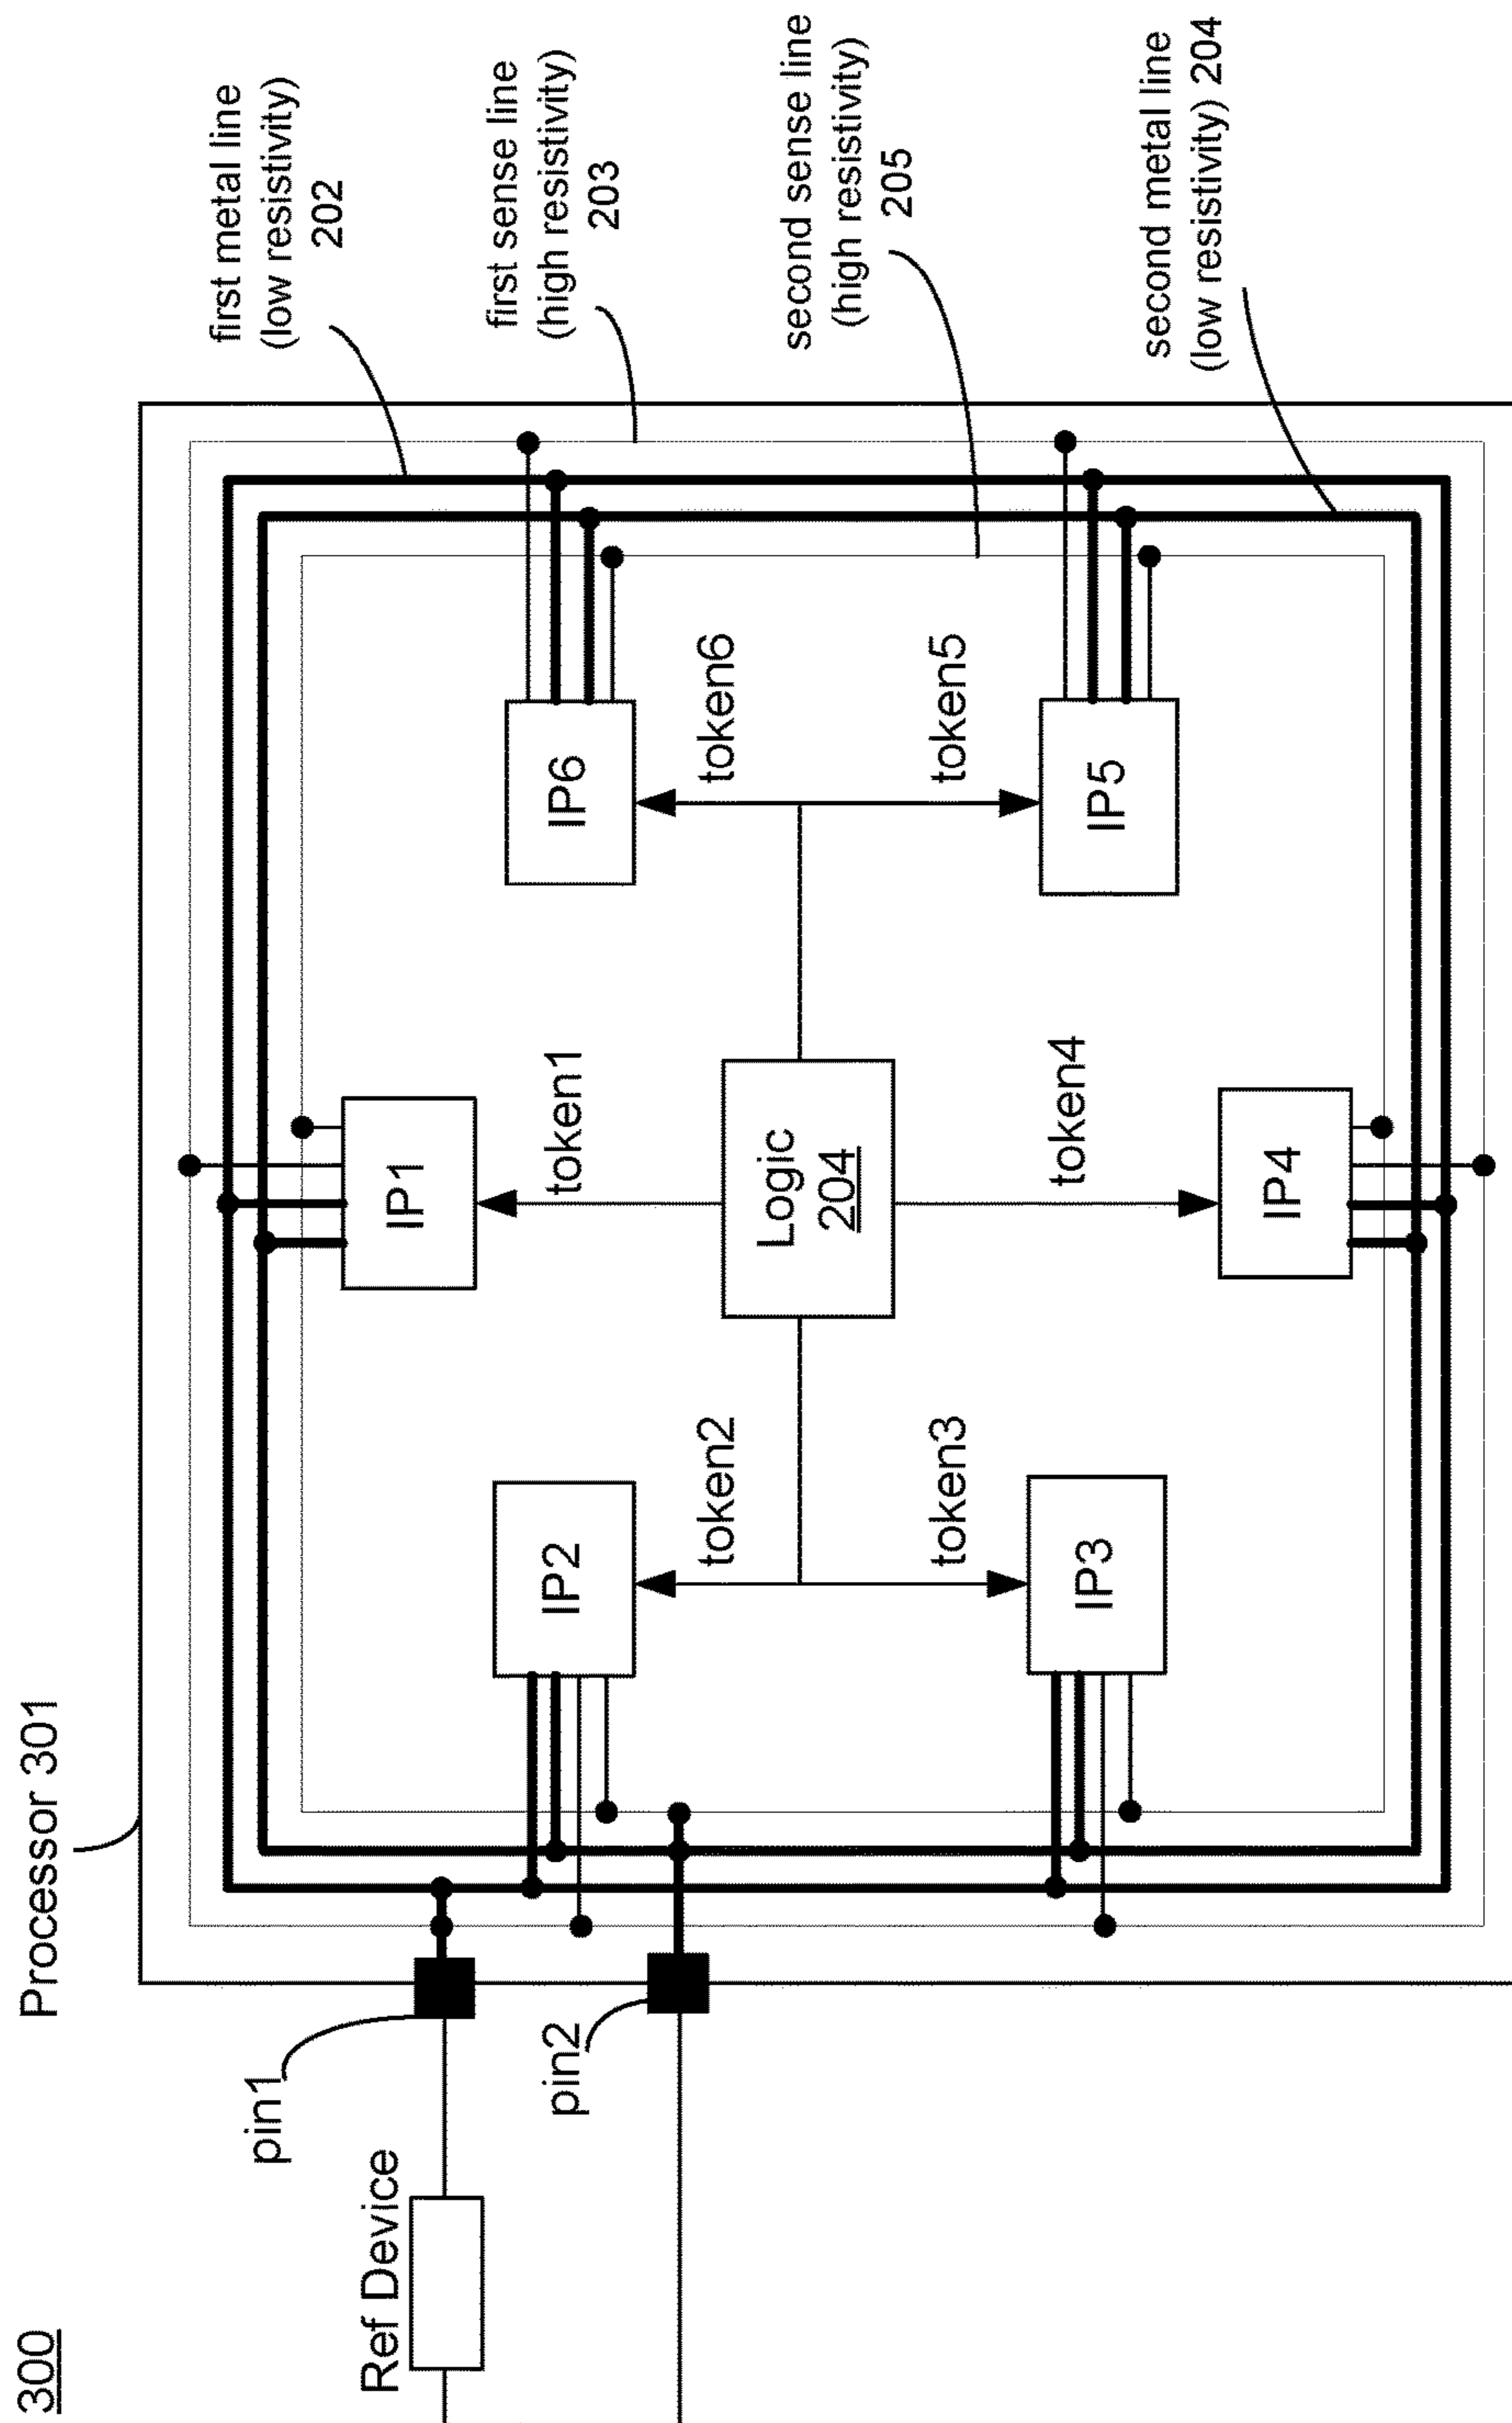 300
Processor 301
Ref Device
pin1
pin2
first metal line
(low resistivity)
202
first sense line
(high resistivity)
203
second sense line
(high resistivity)
205
second metal line
(low resistivity) 204
IP1
token1
IP2
token2
token6
IP6
Logic
204
IP3
token3
token5
IP5
token4
IP4